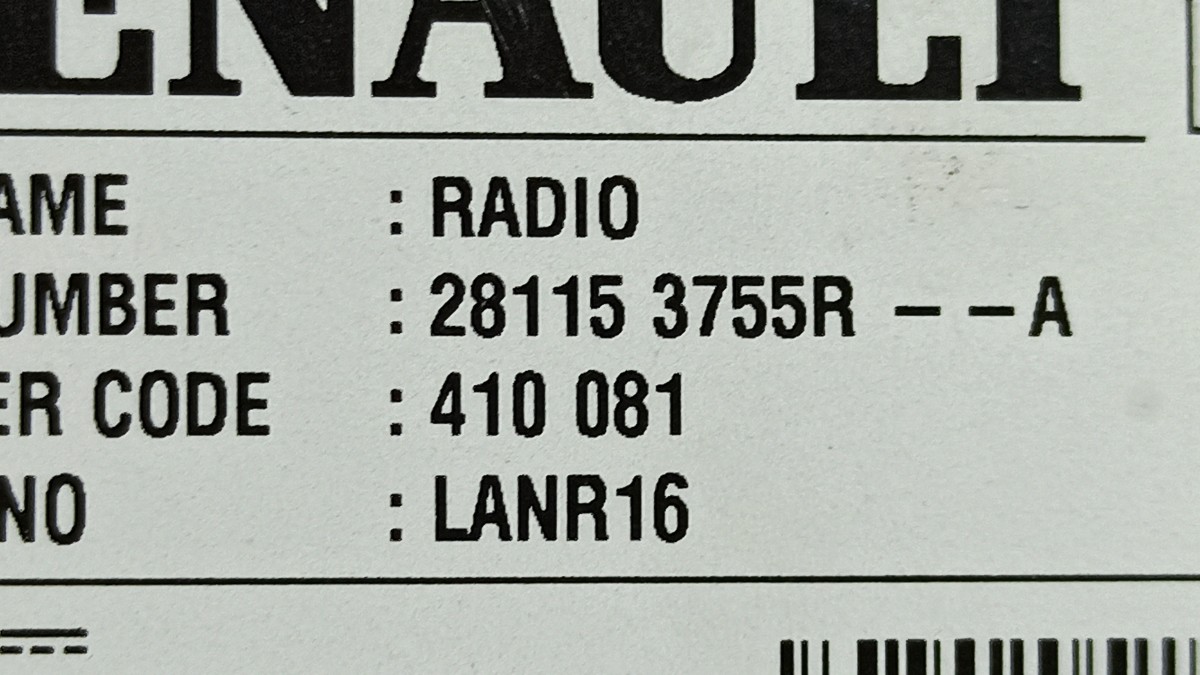 ENAULT
AME : RADIO
UMBER : 28115 3755R – – A
ER CODE : 410 081
NO : LANR16